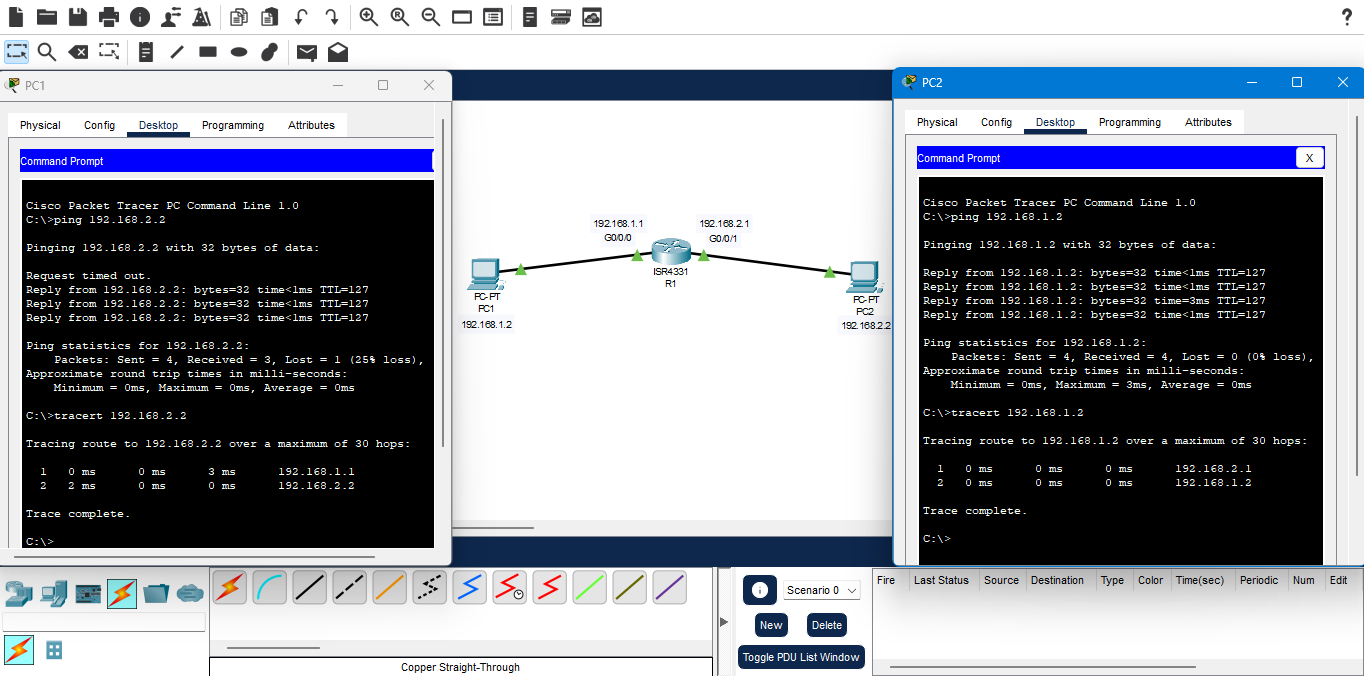 ?
PC1
Physical Config Desktop Programming Attributes
Command Prompt
Cisco Packet Tracer PC Command Line 1.0
C:\>ping 192.168.2.2
Pinging 192.168.2.2 with 32 bytes of data:
Request timed out.
Reply from 192.168.2.2: bytes=32 time<1ms TTL=127
Reply from 192.168.2.2: bytes=32 time<1ms TTL=127
Reply from 192.168.2.2: bytes=32 time<1ms TTL=127
Ping statistics for 192.168.2.2:
Packets: Sent = 4, Received = 3, Lost = 1 (25% loss),
Approximate round trip times in milli-seconds:
Minimum = 0ms, Maximum = 0ms, Average = 0ms
C:\>tracert 192.168.2.2
Tracing route to 192.168.2.2 over a maximum of 30 hops:
1 0 ms 0 ms 3 ms 192.168.1.1
2 2 ms 0 ms 0 ms 192.168.2.2
Trace complete.
C:\>
192.168.1.1
G0/0/0
192.168.2.1
G0/0/1
ISR4331
R1
PC-PT
PC1
192.168.1.2
PC-PT
PC2
192.168.2.2
PC2
Physical Config Desktop Programming Attributes
Command Prompt
X
Cisco Packet Tracer PC Command Line 1.0
C:\>ping 192.168.1.2
Pinging 192.168.1.2 with 32 bytes of data:
Reply from 192.168.1.2: bytes=32 time<1ms TTL=127
Reply from 192.168.1.2: bytes=32 time<1ms TTL=127
Reply from 192.168.1.2: bytes=32 time=3ms TTL=127
Reply from 192.168.1.2: bytes=32 time<1ms TTL=127
Ping statistics for 192.168.1.2:
Packets: Sent = 4, Received = 4, Lost = 0 (0% loss),
Approximate round trip times in milli-seconds:
Minimum = 0ms, Maximum = 3ms, Average = 0ms
C:\>tracert 192.168.1.2
Tracing route to 192.168.1.2 over a maximum of 30 hops:
1 0 ms 0 ms 0 ms 192.168.2.1
2 0 ms 0 ms 0 ms 192.168.1.2
Trace complete.
C:\>
Copper Straight-Through
Scenario 0
New Delete
Toggle PDU List Window
Fire Last Status Source Destination Type Color Time(sec) Periodic Num Edit